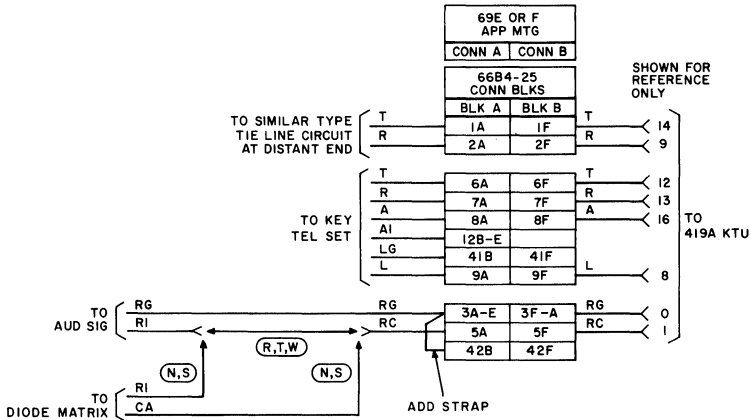 69E OR F
APP MTG
CONN A CONN B
66B4-25
CONN BLKS
BLK A BLK B
SHOWN FOR
REFERENCE
ONLY
TO SIMILAR TYPE
TIE LINE CIRCUIT
AT DISTANT END
T 1A 1F T 14
R 2A 2F R 9
TO KEY
TEL SET
T 6A 6F T 12
R 7A 7F R 13
A 8A 8F A 16
A1 12B-E
LG 41B 41F
L 9A 9F L 8
TO
419A KTU
TO
AUD SIG
RG RG 3A-E 3F-A RG 0
RI RC 5A 5F RC 1
42B 42F
R,T,W
N,S N,S
TO
DIODE MATRIX
RI
CA
ADD STRAP